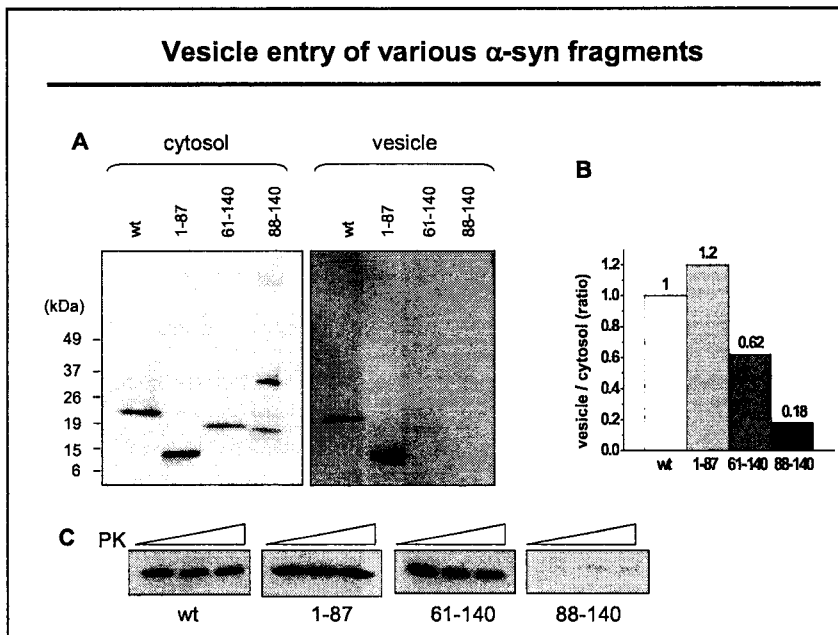 Vesicle entry of various α-syn fragments
A
cytosol
vesicle
wt
1-87
61-140
88-140
wt
1-87
61-140
88-140
(kDa)
49
37
26
19
15
6
B
vesicle / cytosol (ratio)
1.2
1.0
0.8
0.6
0.4
0.2
0.0
1
1.2
0.62
0.18
wt 1-87 61-140 88-140
C PK
wt 1-87 61-140 88-140